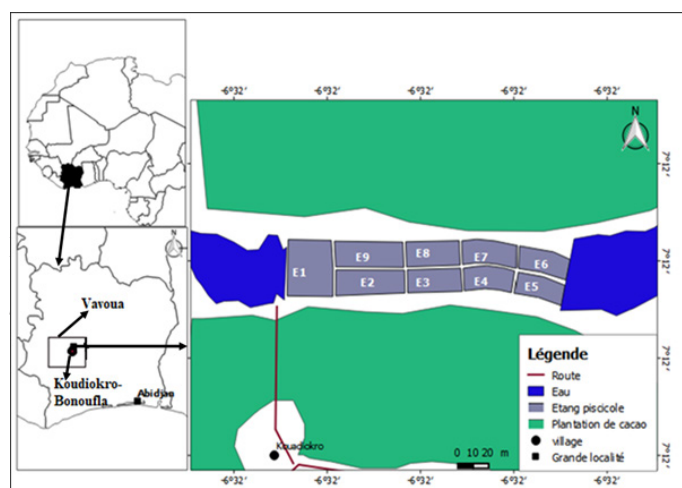 -6°32' -6°32' -6°32' -6°32' -6°32'
N
7°12'
7°12'
7°12'
7°12'
E1
E9 E8 E7 E6
E2 E3 E4 E5
Vavoua
Koudiokro-
Bonoufla
Abidjan
Kouadiokro
0 10 20 m
Légende
Route
Eau
Etang piscicole
Plantation de cacao
village
Grande localité
-6°32' -6°32' -6°32' -6°32' -6°32'